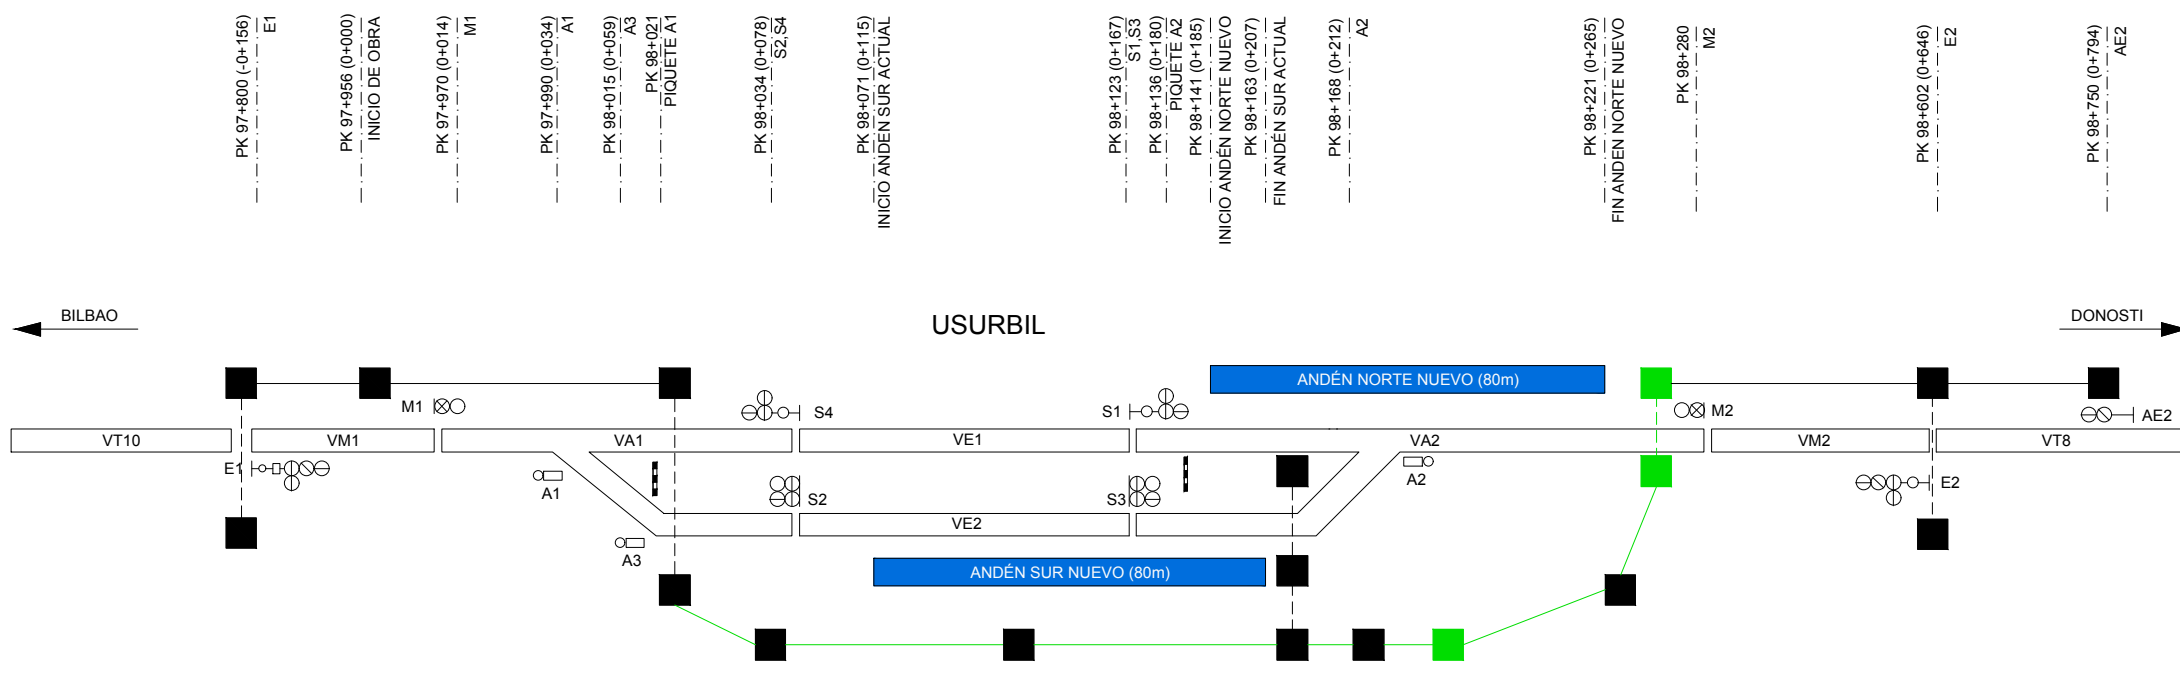 PK 97+800 (-0+156)
E1
PK 97+956 (0+000)
INICIO DE OBRA
PK 97+970 (0+014)
M1
PK 97+990 (0+034)
A1
PK 98+015 (0+059)
A3
PK 98+021
PIQUETE A1
PK 98+034 (0+078)
S2,S4
PK 98+071 (0+115)
INICIO ANDEN SUR ACTUAL
PK 98+123 (0+167)
S1,S3
PK 98+136 (0+180)
PIQUETE A2
PK 98+141 (0+185)
INICIO ANDÉN NORTE NUEVO
PK 98+163 (0+207)
FIN ANDÉN SUR ACTUAL
PK 98+168 (0+212)
A2
PK 98+221 (0+265)
FIN ANDEN NORTE NUEVO
PK 98+280
M2
PK 98+602 (0+646)
E2
PK 98+750 (0+794)
AE2
BILBAO
USURBIL
DONOSTI
ANDÉN NORTE NUEVO (80m)
M1
S4
S1
M2
AE2
VT10
VM1
VA1
VE1
VA2
VM2
VT8
E1
A1
S2
S3
A2
E2
VE2
A3
ANDÉN SUR NUEVO (80m)